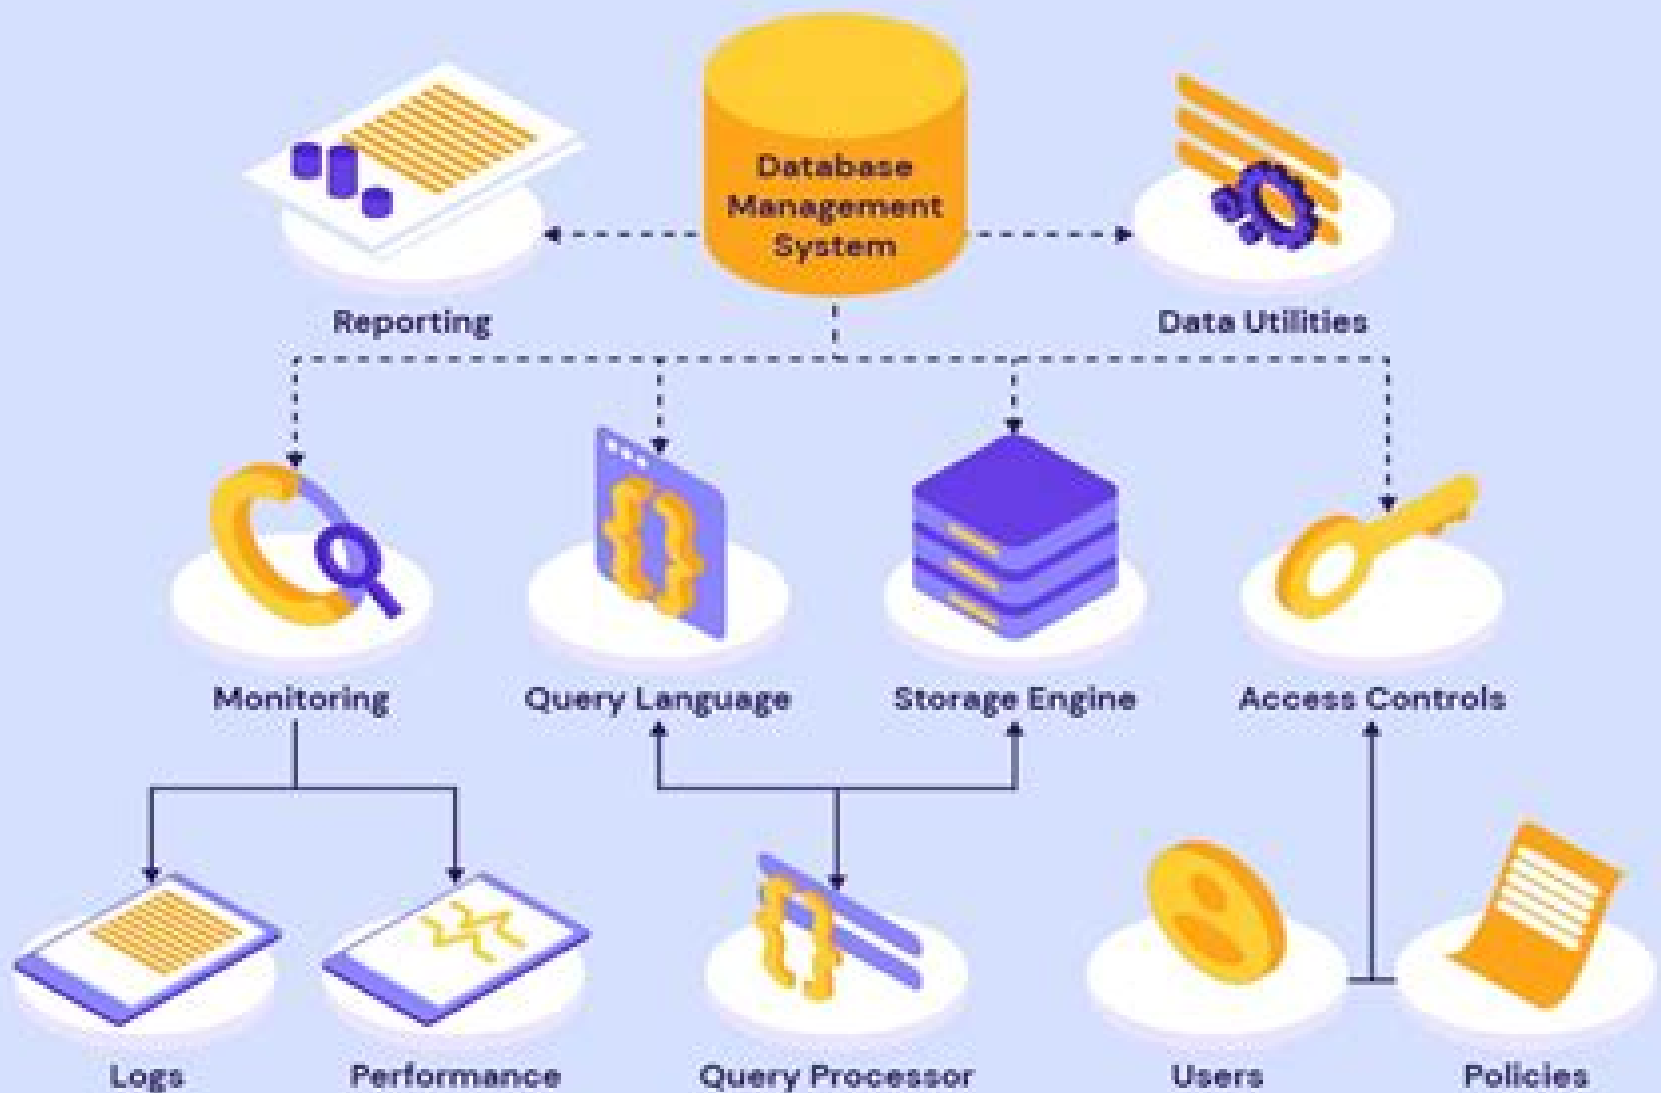 Database
Management
System
Reporting
Data Utilities
Monitoring
Query Language
Storage Engine
Access Controls
Logs
Performance
Query Processor
Users
Policies